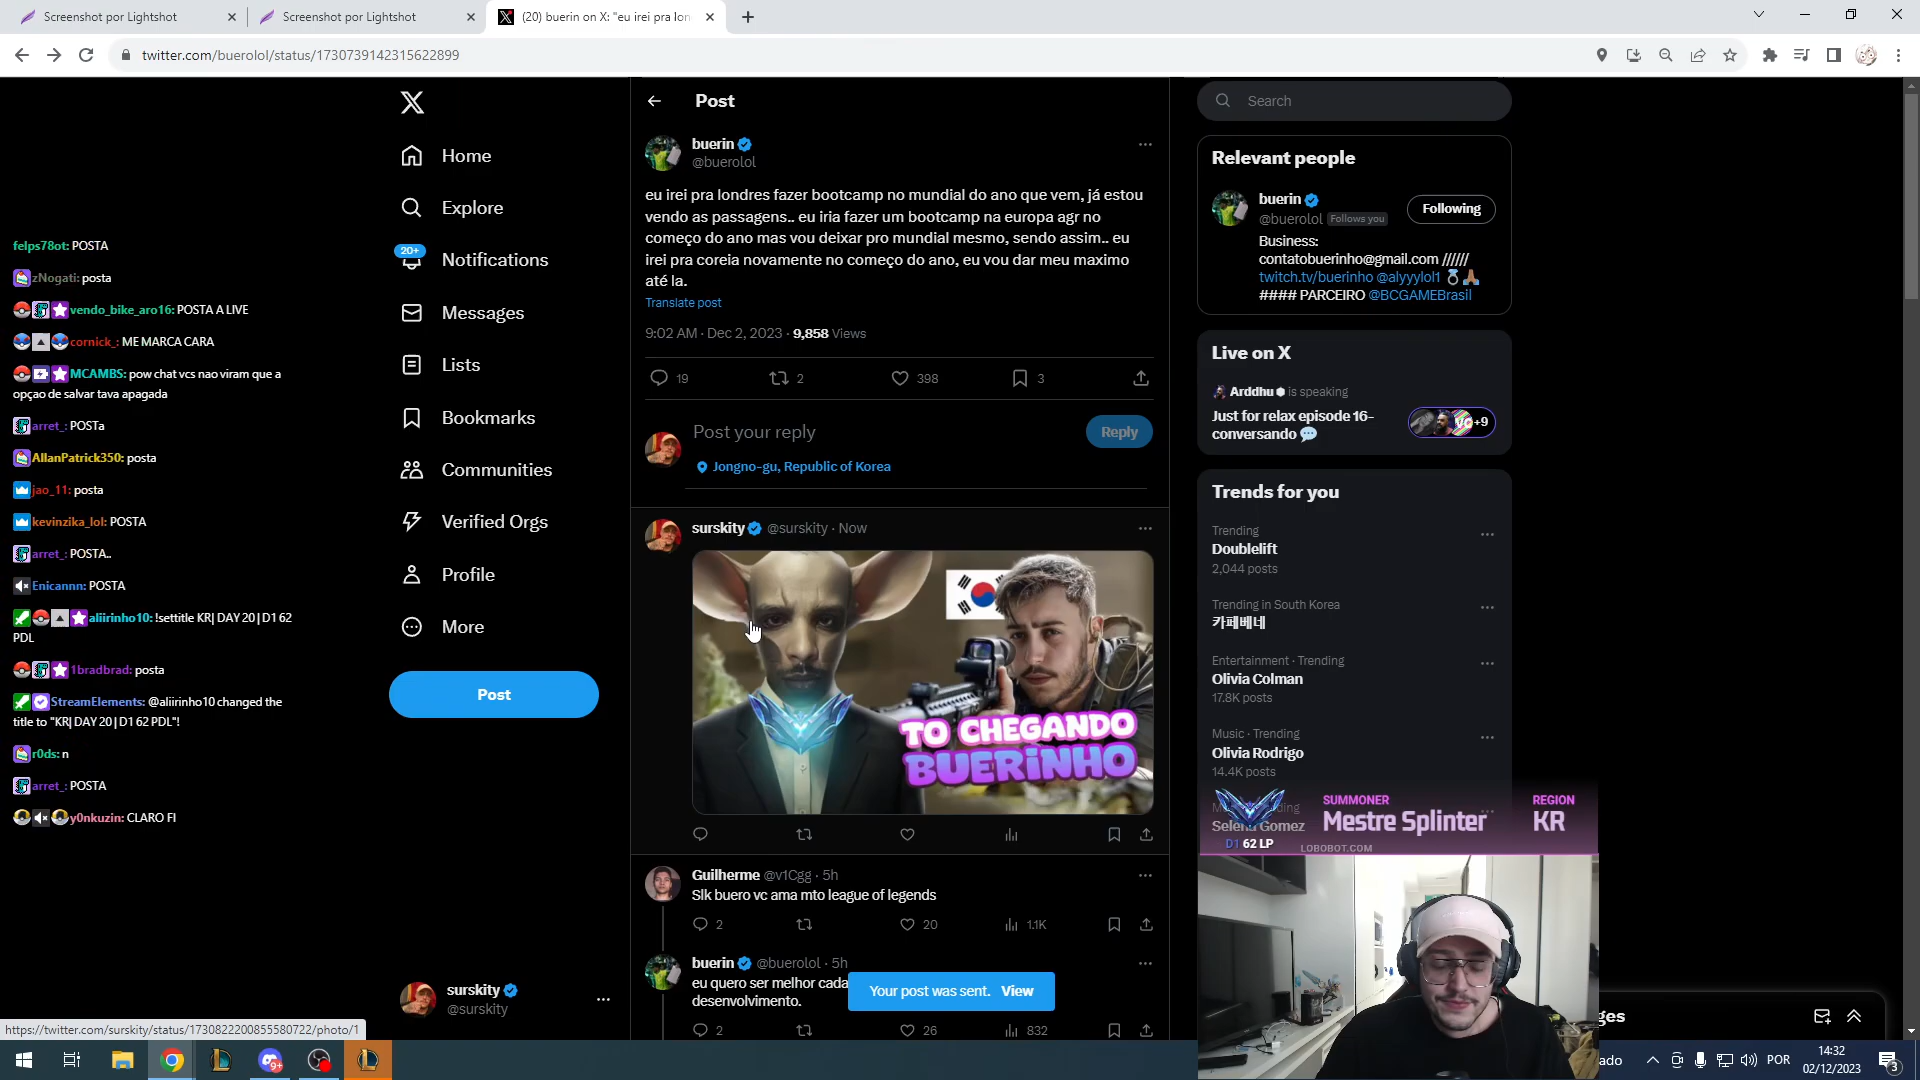 Screenshot por Lightshot
Screenshot por Lightshot
(20) buerin on X: "eu irei pra lon
twitter.com/buerolol/status/1730739142315622899
felps78ot: POSTA
zNogati: posta
vendo_bike_aro16: POSTA A LIVE
cornick_: ME MARCA CARA
MCAMBS: pow chat vcs nao viram que a
opçao de salvar tava apagada
arret_: POSTa
AllanPatrick350: posta
jao_11: posta
kevinzika_lol: POSTA
arret_: POSTA..
Enicannn: POSTA
aliirinho10: !settitle KR| DAY 20 | D1 62
PDL
1bradbrad: posta
StreamElements: @aliirinho10 changed the
title to "KR| DAY 20 | D1 62 PDL"!
r0ds: n
arret_: POSTA
y0nkuzin: CLARO FI
Home
Explore
20+
Notifications
Messages
Lists
Bookmarks
Communities
Verified Orgs
Profile
More
Post
surskity
@surskity
Post
buerin
@buerolol
eu irei pra londres fazer bootcamp no mundial do ano que vem, já estou
vendo as passagens.. eu iria fazer um bootcamp na europa agr no
começo do ano mas vou deixar pro mundial mesmo, sendo assim.. eu
irei pra coreia novamente no começo do ano, eu vou dar meu maximo
até la.
Translate post
9:02 AM · Dec 2, 2023 · 9,858 Views
19 2 398 3
Post your reply
Reply
Jongno-gu, Republic of Korea
surskity @surskity · Now
TO CHEGANDO
BUERINHO
Guilherme @v1Cgg · 5h
Slk buero vc ama mto league of legends
2 20 1.1K
buerin @buerolol · 5h
eu quero ser melhor cada
desenvolvimento.
2 26 832
Your post was sent. View
Search
Relevant people
buerin
@buerolol Follows you
Following
Business:
contatobuerinho@gmail.com //////
twitch.tv/buerinho @alyyylol1
#### PARCEIRO @BCGAMEBrasil
Live on X
Arddhu is speaking
Just for relax episode 16-
conversando
+9
Trends for you
Trending
Doublelift
2,044 posts
Trending in South Korea
카페베네
Entertainment · Trending
Olivia Colman
17.8K posts
Music · Trending
Olivia Rodrigo
14.4K posts
Selena Gomez
SUMMONER
Mestre Splinter
REGION
KR
D1 62 LP
LOBOBOT.COM
ges
https://twitter.com/surskity/status/1730822200855580722/photo/1
9+
ado
POR
14:32
02/12/2023
3